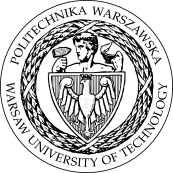 POLITECHNIKA WARSZAWSKA
WARSAW UNIVERSITY OF TECHNOLOGY